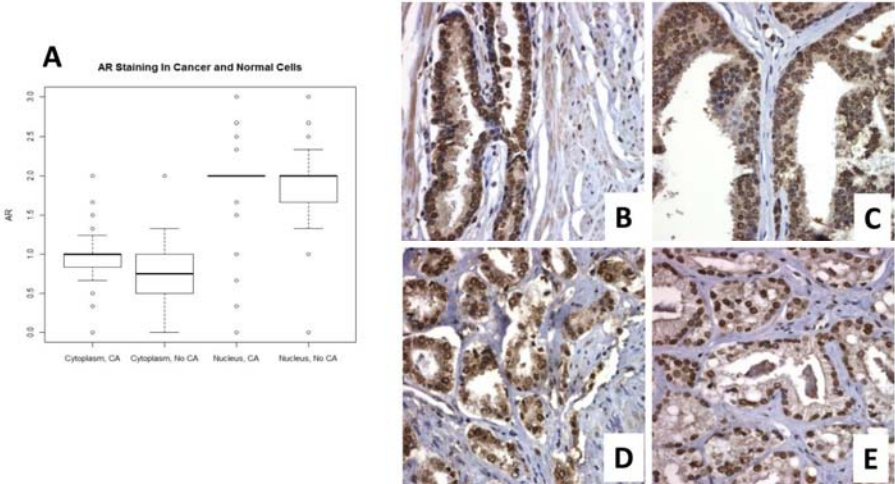 A
AR Staining In Cancer and Normal Cells
3.0
2.5
2.0
1.5
1.0
0.5
0.0
AR
Cytoplasm, CA
Cytoplasm, No CA
Nucleus, CA
Nucleus, No CA
B
C
D
E